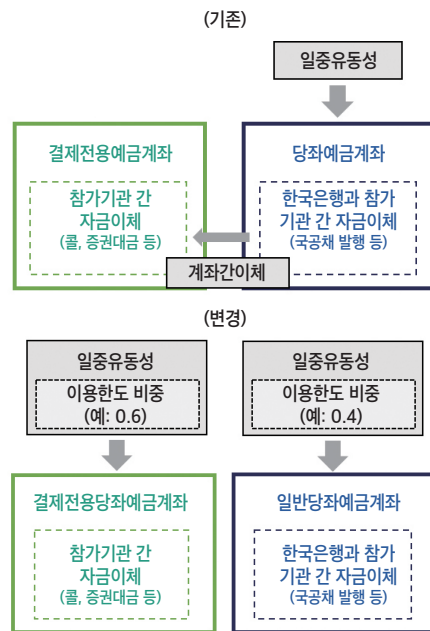 (기존)
일중유동성
결제전용예금계좌
참가기관 간
자금이체
(콜, 증권대금 등)
당좌예금계좌
한국은행과 참가
기관 간 자금이체
(국공채 발행 등)
계좌간이체
(변경)
일중유동성
이용한도 비중
(예: 0.6)
일중유동성
이용한도 비중
(예: 0.4)
결제전용당좌예금계좌
참가기관 간
자금이체
(콜, 증권대금 등)
일반당좌예금계좌
한국은행과 참가
기관 간 자금이체
(국공채 발행 등)